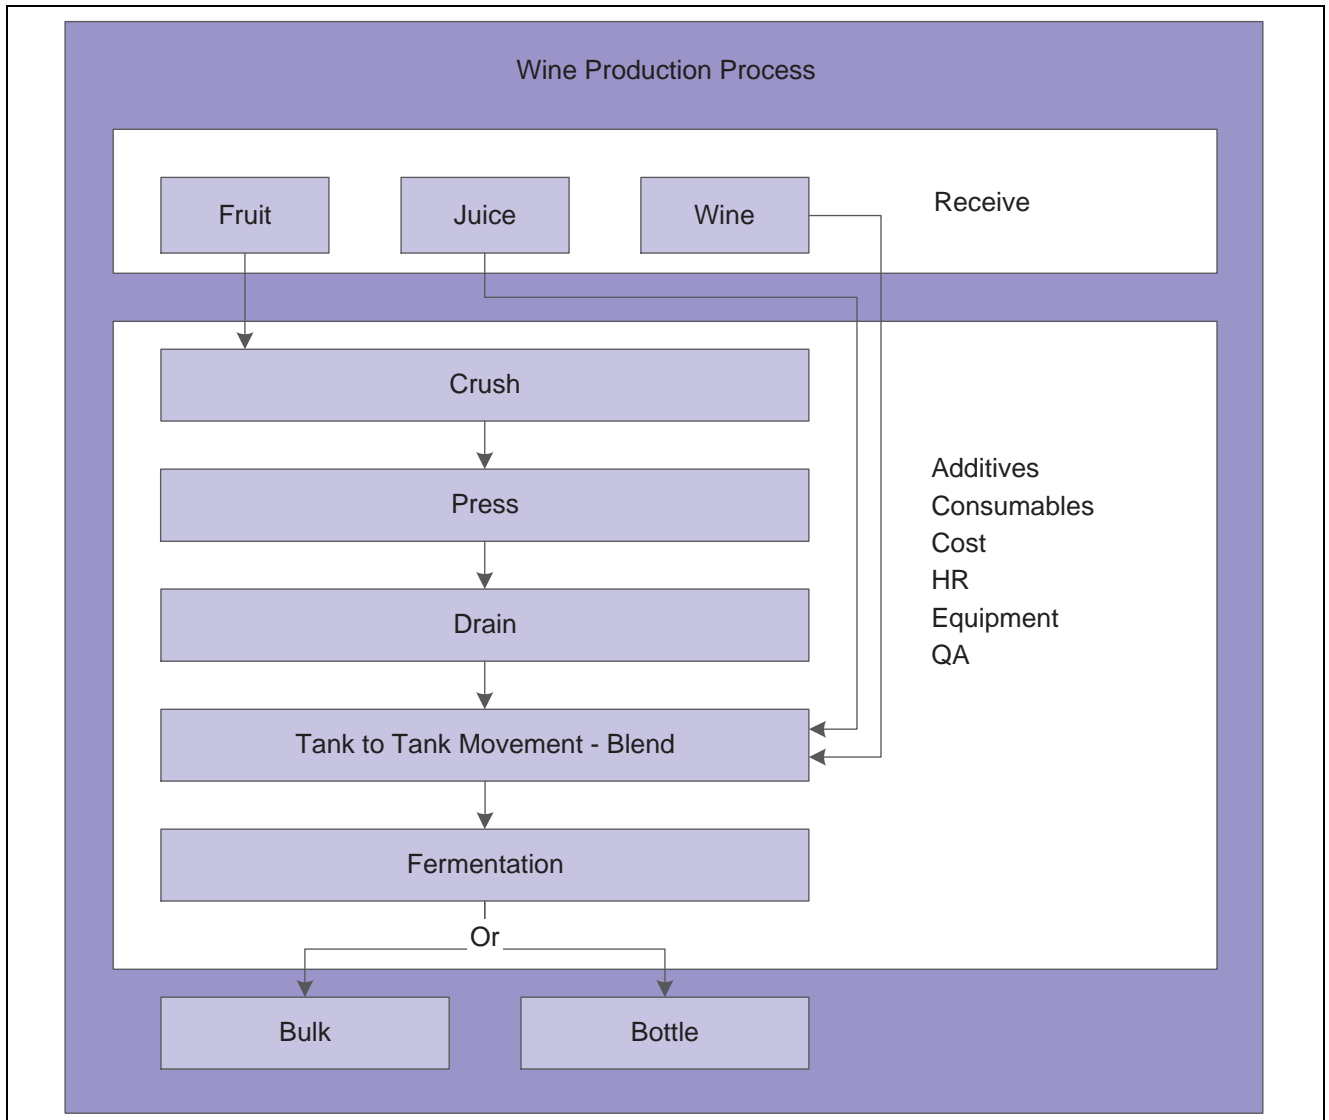 Wine Production Process
Fruit
Juice
Wine
Receive
Crush
Press
Drain
Tank to Tank Movement - Blend
Fermentation
Or
Additives
Consumables
Cost
HR
Equipment
QA
Bulk
Bottle